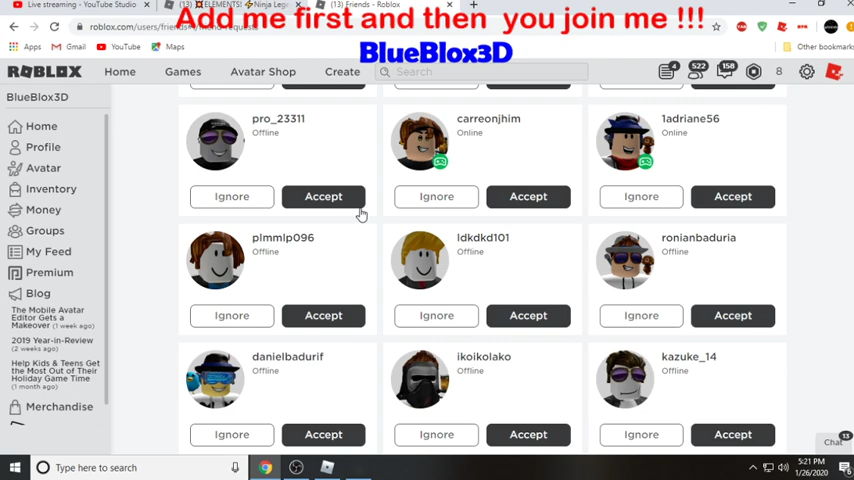 Live streaming - YouTube Studio
(13) 💥ELEMENTS!⚡Ninja Lege
(13) Friends - Roblox
Add me first and then you join me !!!
roblox.com/users/friends#
BlueBlox3D
Apps
Gmail
YouTube
Maps
Other bookmarks
ROBLOX
Home
Games
Avatar Shop
Create
Search
4
522
158
8
BlueBlox3D
Home
Profile
Avatar
Inventory
Money
Groups
My Feed
Premium
Blog
The Mobile Avatar
Editor Gets a
Makeover (1 week ago)
2019 Year-in-Review
(2 weeks ago)
Help Kids & Teens Get
the Most Out of Their
Holiday Game Time
(1 month ago)
Merchandise
pro_23311
Offline
carreonjhim
Online
1adriane56
Online
Ignore
Accept
Ignore
Accept
Ignore
Accept
plmmlp096
Offline
ldkdkd101
Offline
ronianbaduria
Offline
Ignore
Accept
Ignore
Accept
Ignore
Accept
danielbadurif
Offline
ikoikolako
Offline
kazuke_14
Offline
Ignore
Accept
Ignore
Accept
Ignore
Accept
Chat
13
Type here to search
5:21 PM
1/26/2020